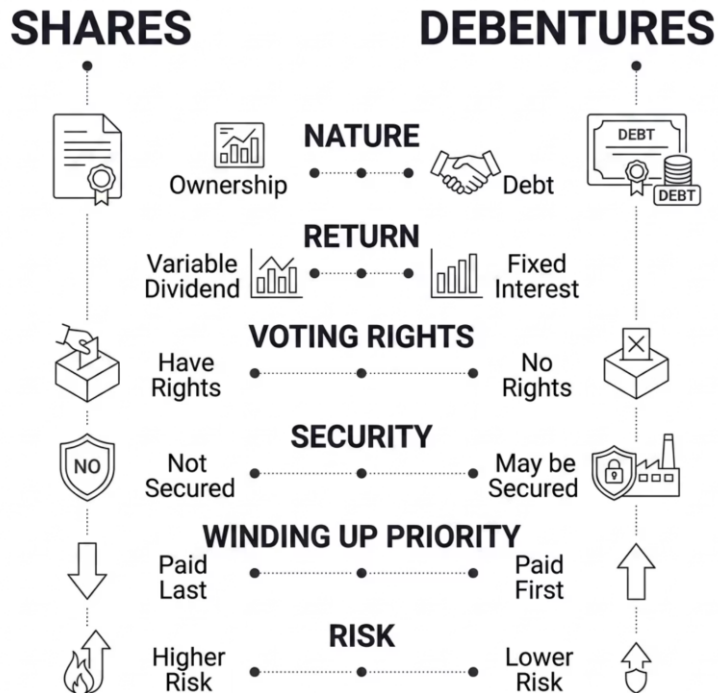 SHARES
DEBENTURES
NATURE
Ownership
Debt
DEBT
DEBT
RETURN
Variable
Dividend
Fixed
Interest
VOTING RIGHTS
Have
Rights
No
Rights
SECURITY
NO
Not
Secured
May be
Secured
WINDING UP PRIORITY
Paid
Last
Paid
First
RISK
Higher
Risk
Lower
Risk